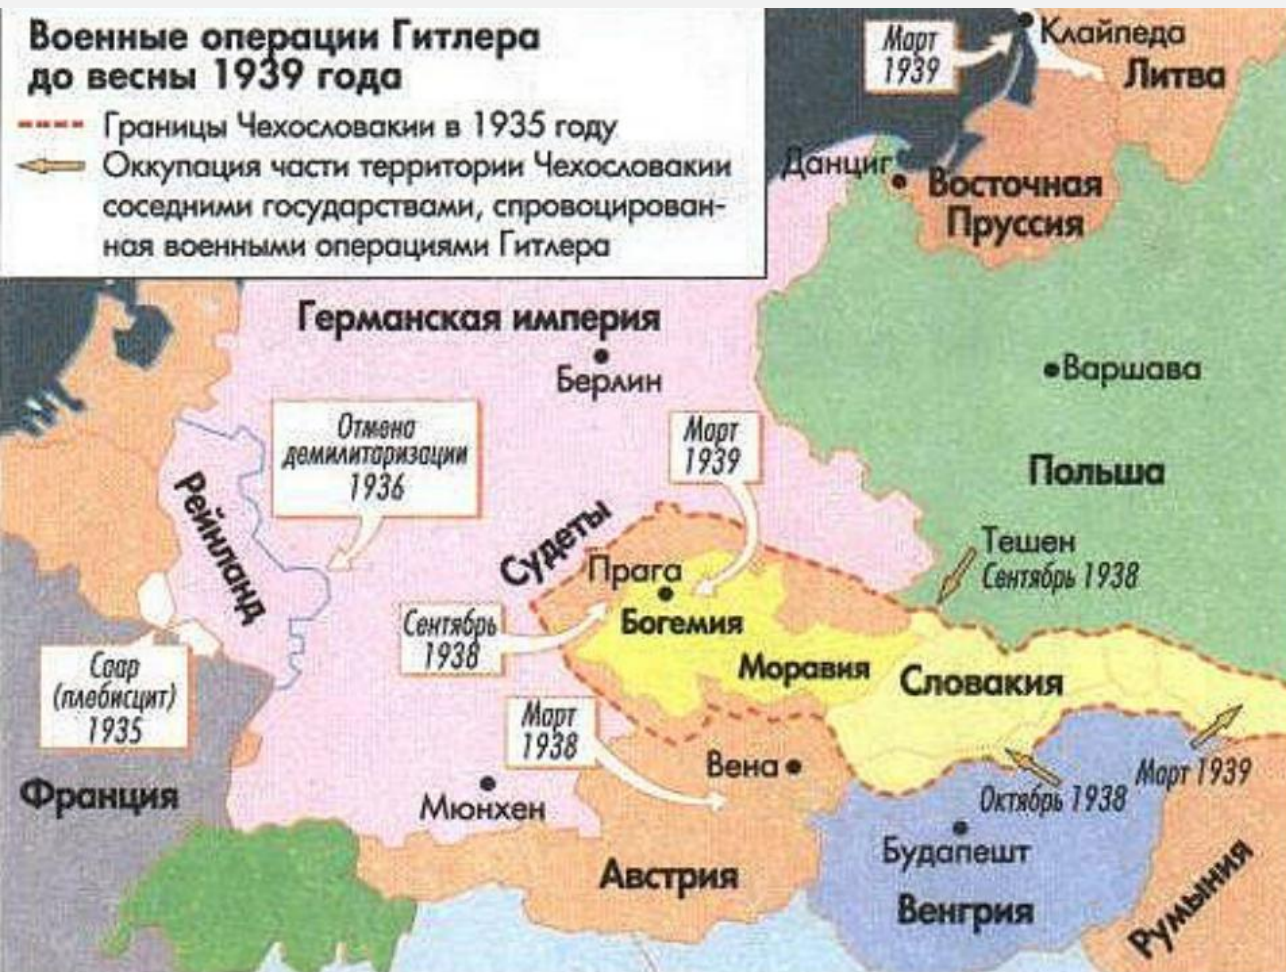 Военные операции Гитлера
до весны 1939 года
Границы Чехословакии в 1935 году
Оккупация части территории Чехословакии
соседними государствами, спровоцирован-
ная военными операциями Гитлера
Март
1939
Клайпеда
Литва
Данциг
Восточная
Пруссия
Германская империя
Берлин
Варшава
Отмена
демилитаризации
1936
Март
1939
Польша
Рейнланд
Судеты
Тешен
Сентябрь 1938
Прага
Богемия
Сентябрь
1938
Моравия
Словакия
Саар
(плебисцит)
1935
Март
1938
Вена
Март 1939
Октябрь 1938
Франция
Мюнхен
Будапешт
Австрия
Венгрия
Румыния